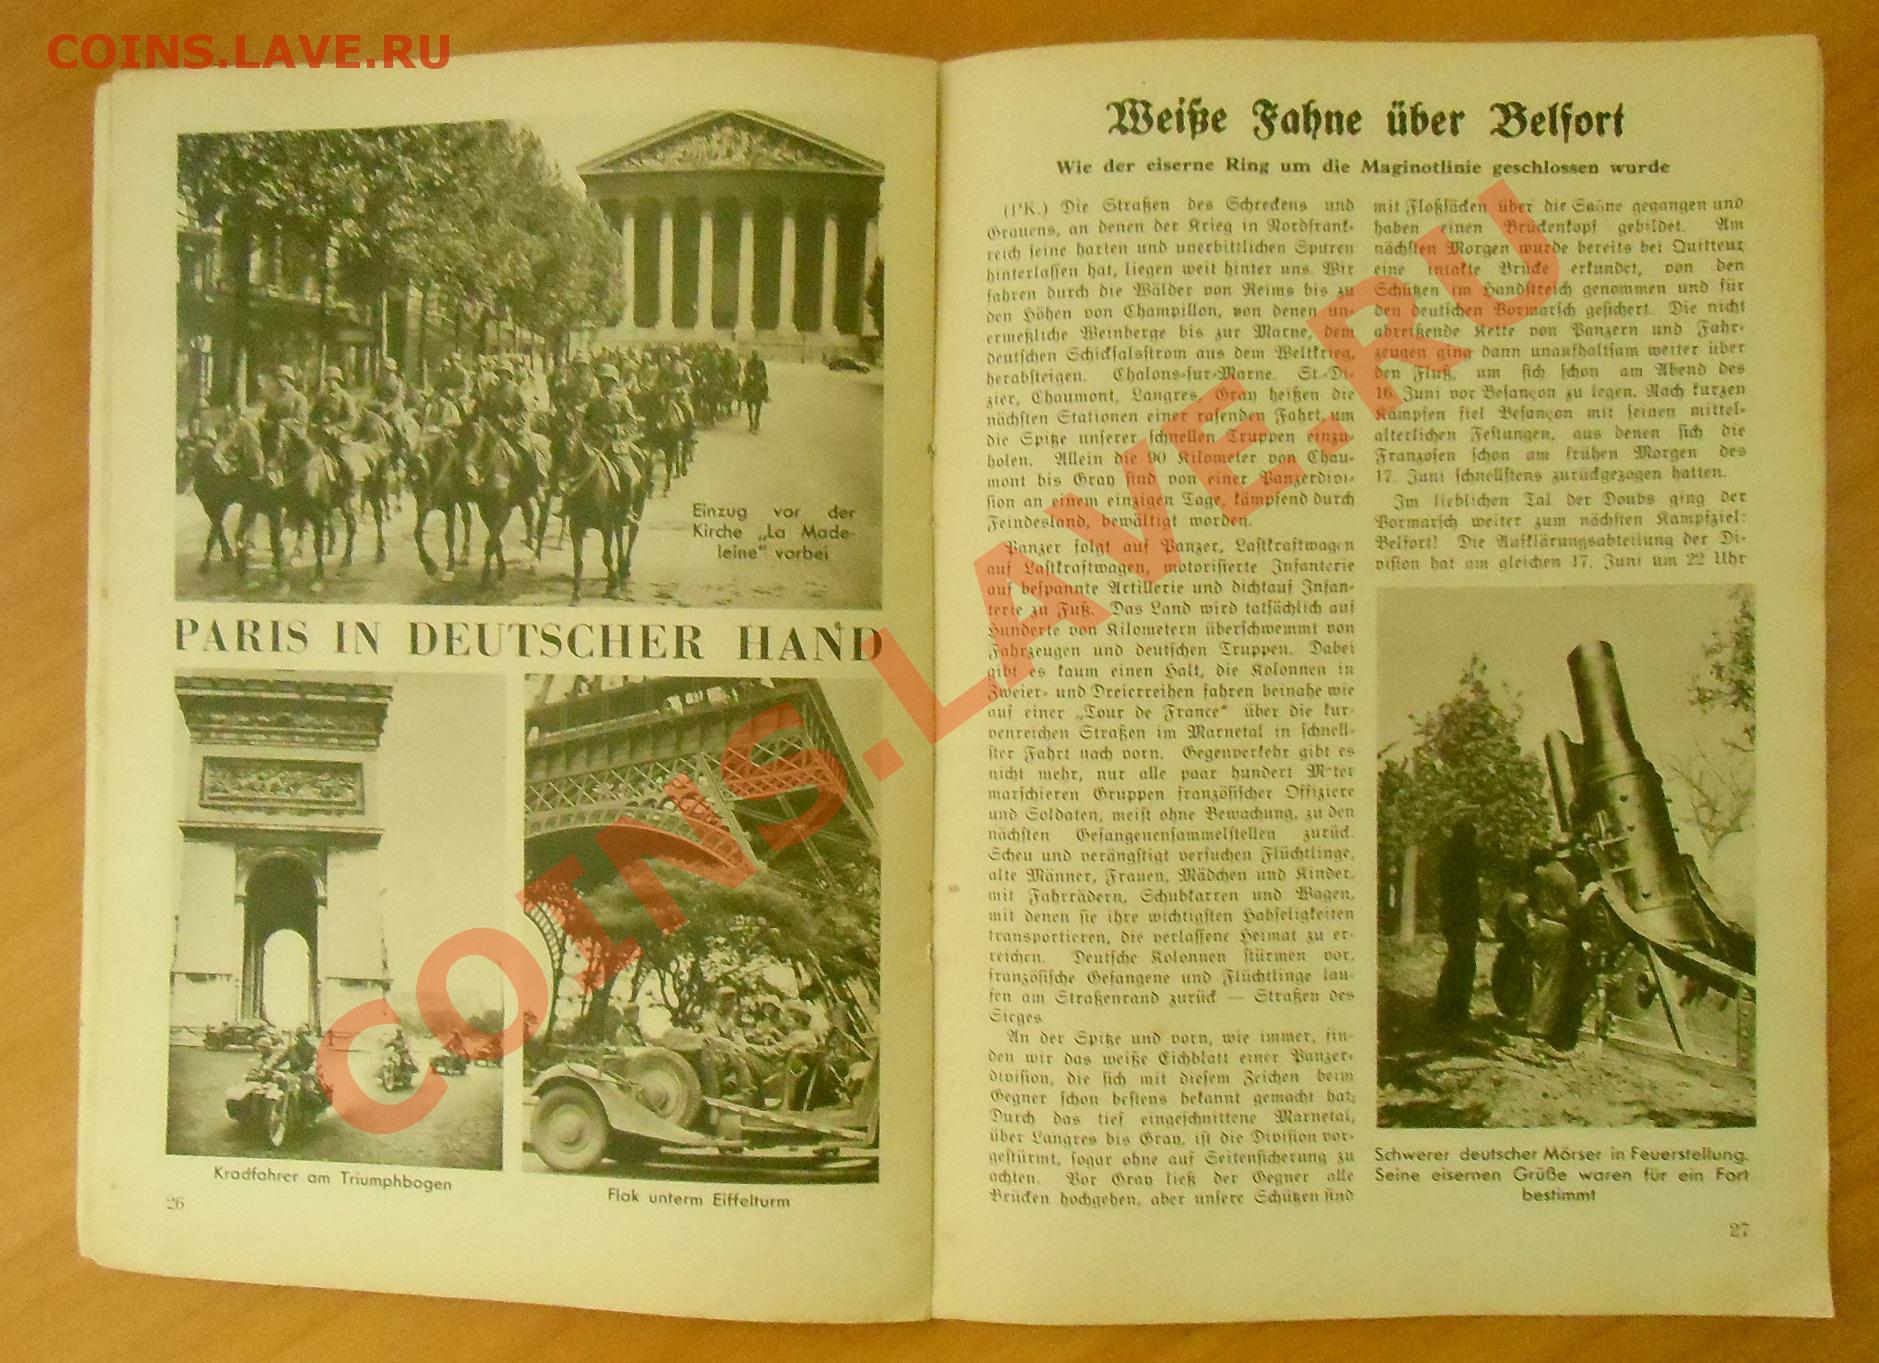 COINS.LAVE.RU
Einzug vor der
Kirche „La Made-
leine“ vorbei
PARIS IN DEUTSCHER HAND
Kradfahrer am Triumphbogen
Flak unterm Eiffelturm
26
Weiße Fahne über Belfort
Wie der eiserne Ring um die Maginotlinie geschlossen wurde
(PK.) Die Straßen des Schreckens und
Grauens, an denen der Krieg in Nordfrank-
reich seine harten und unerbittlichen Spuren
hinterlassen hat, liegen weit hinter uns. Wir
fahren durch die Wälder von Reims bis zu
den Höhen von Champillon, von denen un-
ermeßliche Weinberge bis zur Marne, dem
deutschen Schicksalsstrom aus dem Weltkrieg,
herabsteigen. Chalons-sur-Marne, St.-Di-
zier, Chaumont, Langres, Gray heißen die
nächsten Stationen einer rasenden Fahrt, um
die Spitze unserer schnellen Truppen einzu-
holen. Allein die 90 Kilometer von Chau-
mont bis Gray sind von einer Panzerdivi-
sion an einem einzigen Tage, kämpfend durch
Feindesland, bewältigt worden.
Panzer folgt auf Panzer, Lastkraftwagen
auf Lastkraftwagen, motorisierte Infanterie
auf bespannte Artillerie und dichtauf Infan-
terie zu Fuß. Das Land wird tatsächlich auf
Hunderte von Kilometern überschwemmt von
Fahrzeugen und deutschen Truppen. Dabei
gibt es kaum einen Halt, die Kolonnen in
Zweier- und Dreierreihen fahren beinahe wie
auf einer „Tour de France“ über die kur-
venreichen Straßen im Marnetal in schnell-
ster Fahrt nach vorn. Gegenverkehr gibt es
nicht mehr, nur alle paar hundert Meter
marschieren Gruppen französischer Offiziere
und Soldaten, meist ohne Bewachung, zu den
nächsten Gefangenensammelstellen zurück.
Scheu und verängstigt versuchen Flüchtlinge,
alte Männer, Frauen, Mädchen und Kinder,
mit Fahrrädern, Schubkarren und Wagen,
mit denen sie ihre wichtigsten Habseligkeiten
transportieren, die verlassene Heimat zu er-
reichen. Deutsche Kolonnen stürmen vor,
französische Gefangene und Flüchtlinge lau-
fen am Straßenrand zurück — Straßen des
Sieges.
An der Spitze und vorn, wie immer, fin-
den wir das weiße Eichblatt einer Panzer-
division, die sich mit diesem Zeichen beim
Gegner schon bestens bekannt gemacht hat.
Durch das tief eingeschnittene Marnetal,
über Langres bis Gray, ist die Division vor-
gestürmt, sogar ohne auf Seitensicherung zu
achten. Vor Gray ließ der Gegner alle
Brücken hochgehen, aber unsere Schützen sind
mit Floßsäcken über die Saône gegangen und
haben einen Brückenkopf gebildet. Am
nächsten Morgen wurde bereits bei Quitteur
eine intakte Brücke erkundet, von den
Schützen im Handstreich genommen und für
den deutschen Vormarsch gesichert. Die nicht
abreißende Kette von Panzern und Fahr-
zeugen ging dann unaufhaltsam weiter über
den Fluß, um sich schon am Abend des
16. Juni vor Besançon zu legen. Nach kurzen
Kämpfen fiel Besançon mit seinen mittel-
alterlichen Festungen, aus denen sich die
Franzosen schon am frühen Morgen des
17. Juni schnellstens zurückgezogen hatten.
Im lieblichen Tal der Doubs ging der
Vormarsch weiter zum nächsten Kampfziel:
Belfort! Die Aufklärungsabteilung der Di-
vision hat am gleichen 17. Juni um 22 Uhr
Schwerer deutscher Mörser in Feuerstellung.
Seine eisernen Grüße waren für ein Fort
bestimmt
27
COINS.LAVE.RU